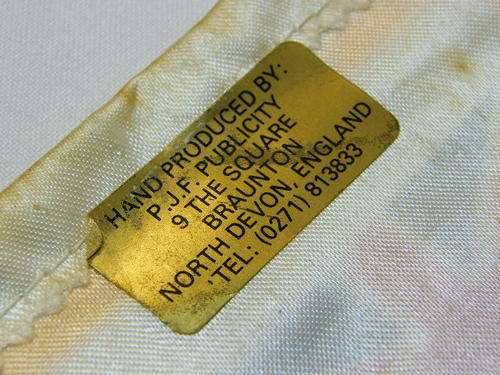 HAND PRODUCED BY:
P.J.F. PUBLICITY
9 THE SQUARE
BRAUNTON
NORTH DEVON, ENGLAND
TEL: (0271) 813833